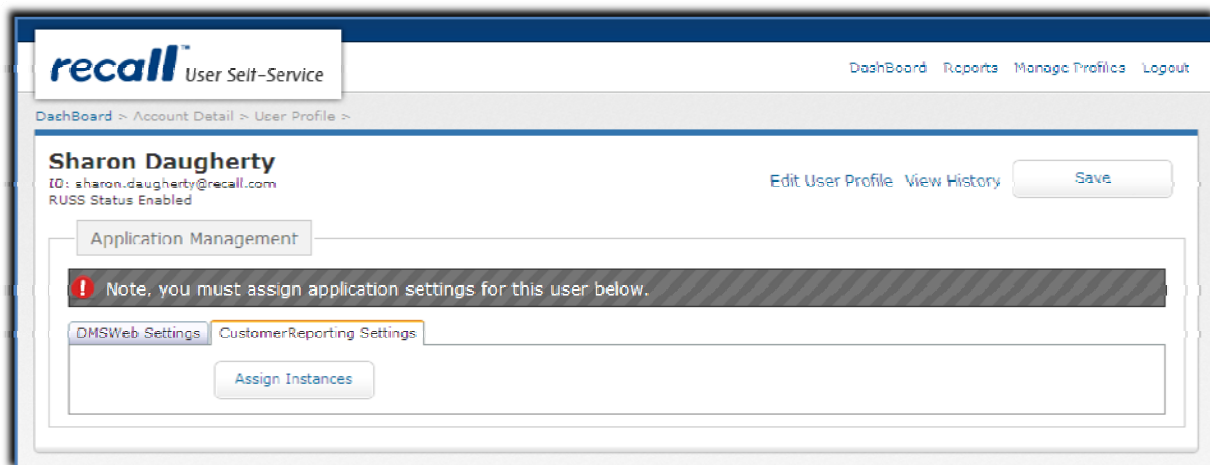 recall™ User Self-Service
DashBoard Reports Manage Profiles Logout
DashBoard > Account Detail > User Profile >
Sharon Daugherty
ID: sharon.daugherty@recall.com
RUSS Status Enabled
Edit User Profile View History Save
Application Management
! Note, you must assign application settings for this user below.
DMSWeb Settings CustomerReporting Settings
Assign Instances